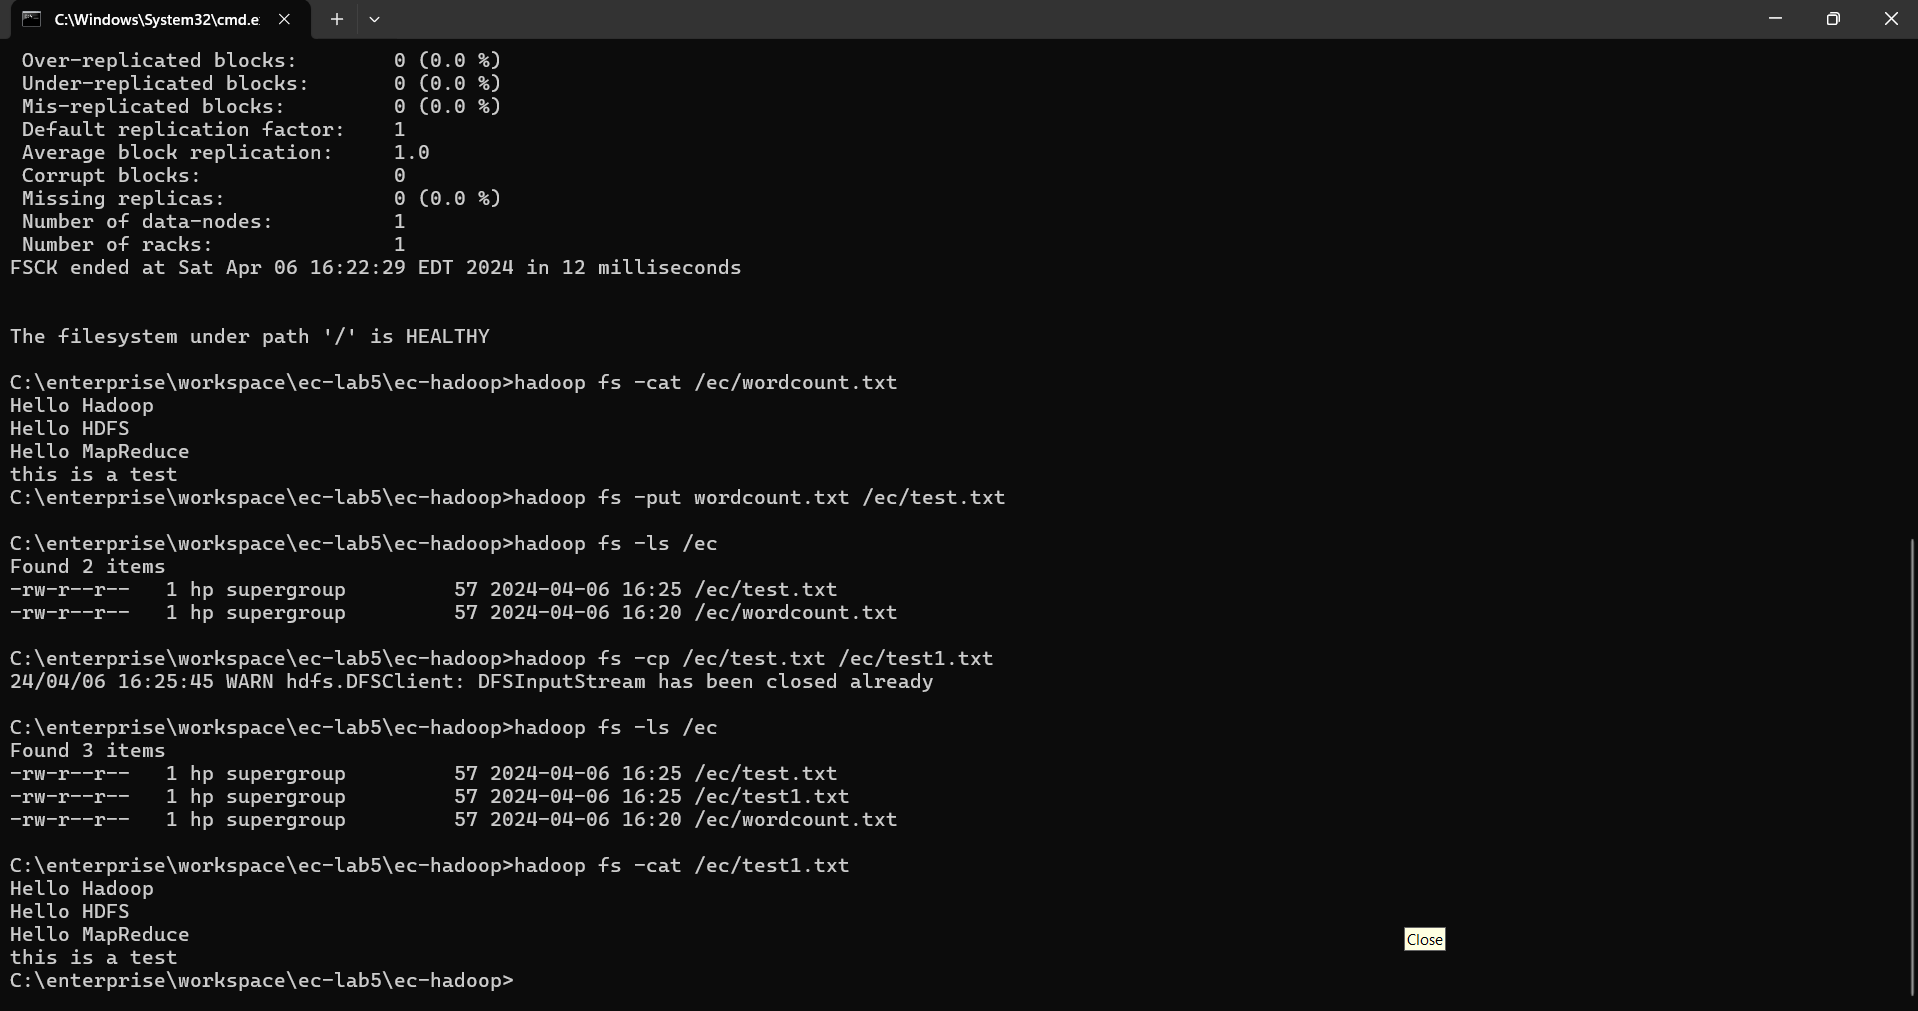 C:\Windows\System32\cmd.e
Over-replicated blocks: 0 (0.0 %)
Under-replicated blocks: 0 (0.0 %)
Mis-replicated blocks: 0 (0.0 %)
Default replication factor: 1
Average block replication: 1.0
Corrupt blocks: 0
Missing replicas: 0 (0.0 %)
Number of data-nodes: 1
Number of racks: 1
FSCK ended at Sat Apr 06 16:22:29 EDT 2024 in 12 milliseconds
The filesystem under path '/' is HEALTHY
C:\enterprise\workspace\ec-lab5\ec-hadoop>hadoop fs -cat /ec/wordcount.txt
Hello Hadoop
Hello HDFS
Hello MapReduce
this is a test
C:\enterprise\workspace\ec-lab5\ec-hadoop>hadoop fs -put wordcount.txt /ec/test.txt
C:\enterprise\workspace\ec-lab5\ec-hadoop>hadoop fs -ls /ec
Found 2 items
-rw-r--r-- 1 hp supergroup 57 2024-04-06 16:25 /ec/test.txt
-rw-r--r-- 1 hp supergroup 57 2024-04-06 16:20 /ec/wordcount.txt
C:\enterprise\workspace\ec-lab5\ec-hadoop>hadoop fs -cp /ec/test.txt /ec/test1.txt
24/04/06 16:25:45 WARN hdfs.DFSClient: DFSInputStream has been closed already
C:\enterprise\workspace\ec-lab5\ec-hadoop>hadoop fs -ls /ec
Found 3 items
-rw-r--r-- 1 hp supergroup 57 2024-04-06 16:25 /ec/test.txt
-rw-r--r-- 1 hp supergroup 57 2024-04-06 16:25 /ec/test1.txt
-rw-r--r-- 1 hp supergroup 57 2024-04-06 16:20 /ec/wordcount.txt
C:\enterprise\workspace\ec-lab5\ec-hadoop>hadoop fs -cat /ec/test1.txt
Hello Hadoop
Hello HDFS
Hello MapReduce
Close
this is a test
C:\enterprise\workspace\ec-lab5\ec-hadoop>